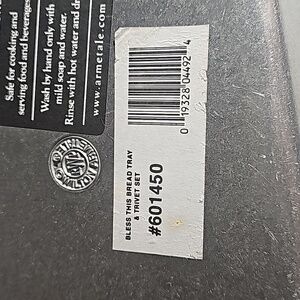 Safe for cooking and
serving food and beverages
Wash by hand only with
mild soap and water.
Rinse with hot water and dr
www.armetale.com
0 19328 04492 4
BLESS THIS BREAD TRAY
& TRIVET SET
#601450